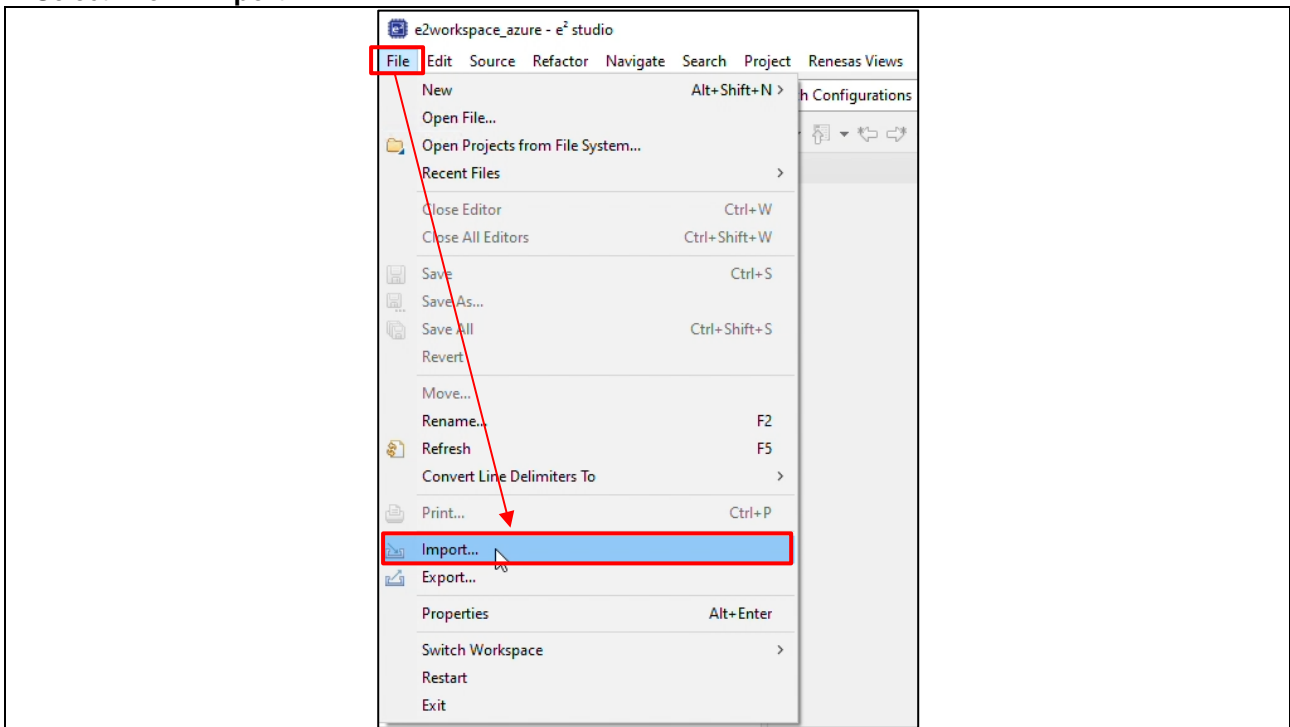 e2workspace_azure - e² studio
File Edit Source Refactor Navigate Search Project Renesas Views
New Alt+Shift+N >
h Configurations
Open File...
Open Projects from File System...
Recent Files >
Close Editor Ctrl+W
Close All Editors Ctrl+Shift+W
Save Ctrl+S
Save As...
Save All Ctrl+Shift+S
Revert
Move...
Rename... F2
Refresh F5
Convert Line Delimiters To >
Print... Ctrl+P
Import...
Export...
Properties Alt+Enter
Switch Workspace >
Restart
Exit